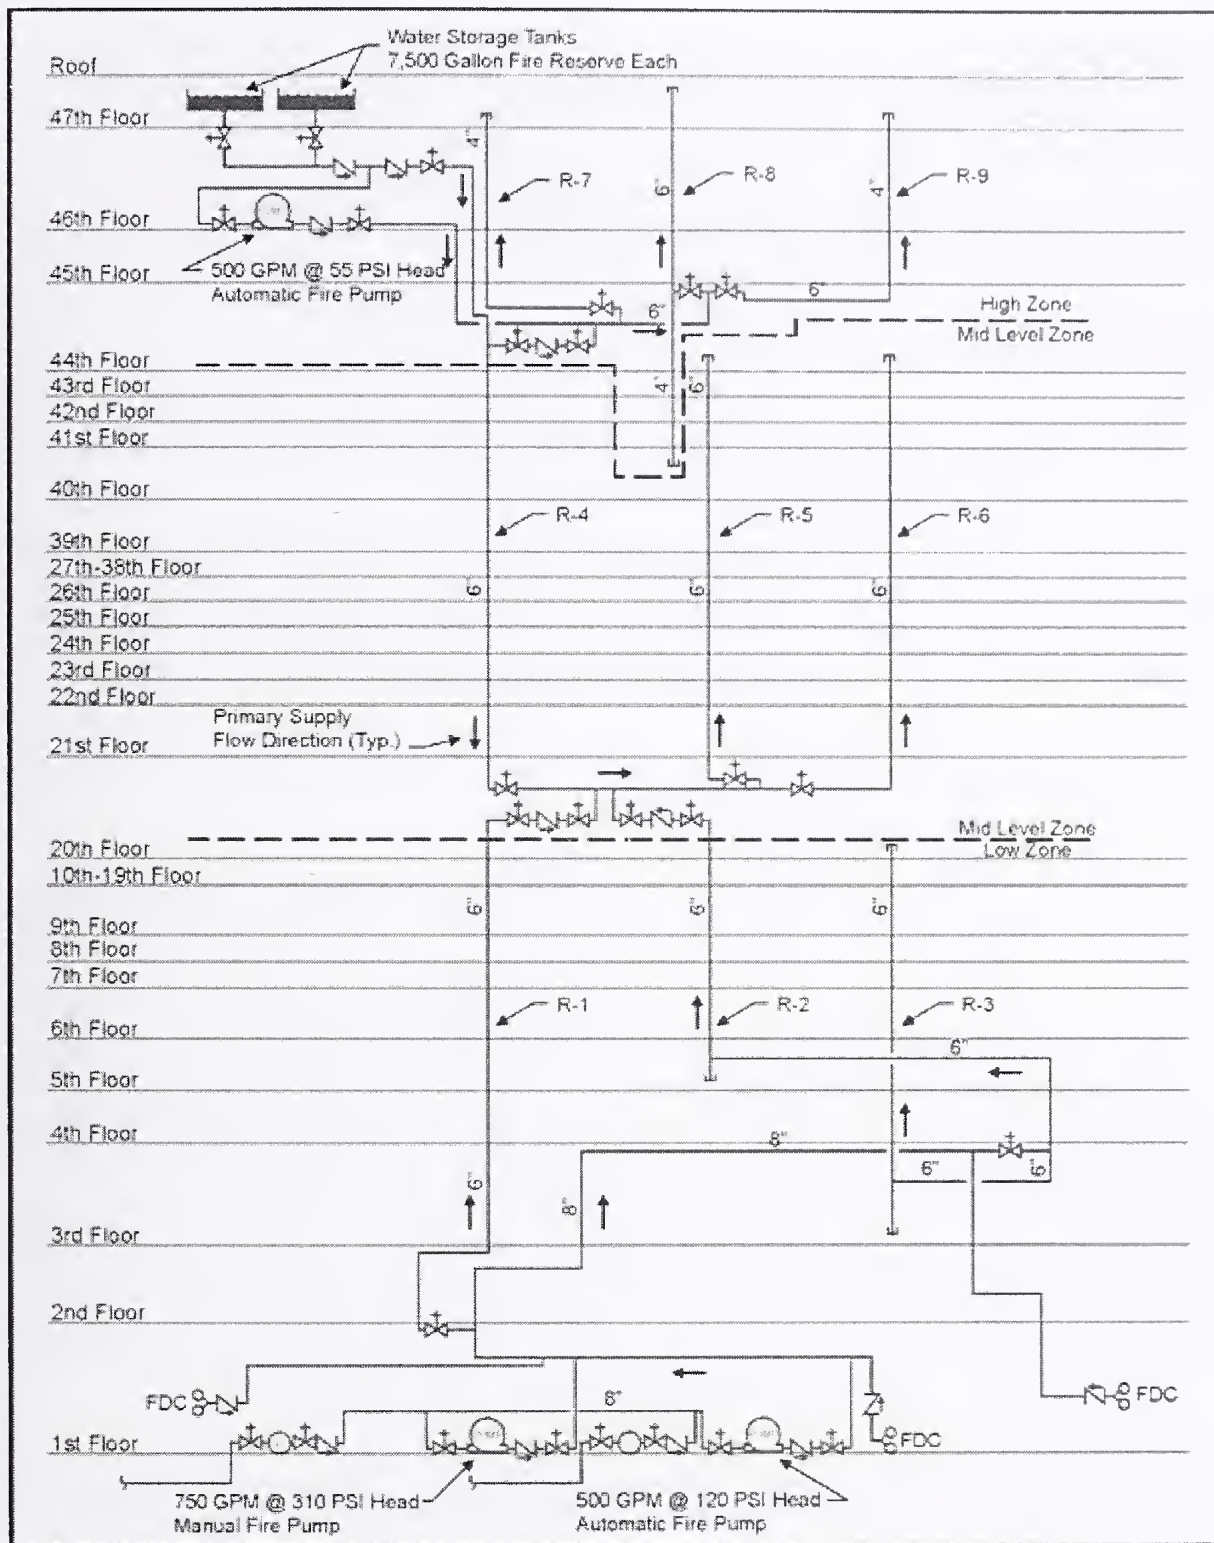 Water Storage Tanks
7,500 Gallon Fire Reserve Each
Roof
47th Floor
4"
6"
R-7
R-8
4"
R-9
46th Floor
45th Floor
500 GPM @ 55 PSI Head
Automatic Fire Pump
6"
6"
High Zone
Mid Level Zone
44th Floor
43rd Floor
4"
6"
42nd Floor
41st Floor
40th Floor
R-4
R-5
R-6
39th Floor
27th-38th Floor
6"
6"
6"
26th Floor
25th Floor
24th Floor
23rd Floor
22nd Floor
Primary Supply
Flow Direction (Typ.)
21st Floor
Mid Level Zone
Low Zone
20th Floor
10th-19th Floor
6"
6"
6"
9th Floor
8th Floor
7th Floor
R-1
R-2
R-3
6th Floor
6"
5th Floor
4th Floor
8"
6"
6"
6"
8"
3rd Floor
2nd Floor
FDC
8"
FDC
FDC
1st Floor
750 GPM @ 310 PSI Head
Manual Fire Pump
500 GPM @ 120 PSI Head
Automatic Fire Pump